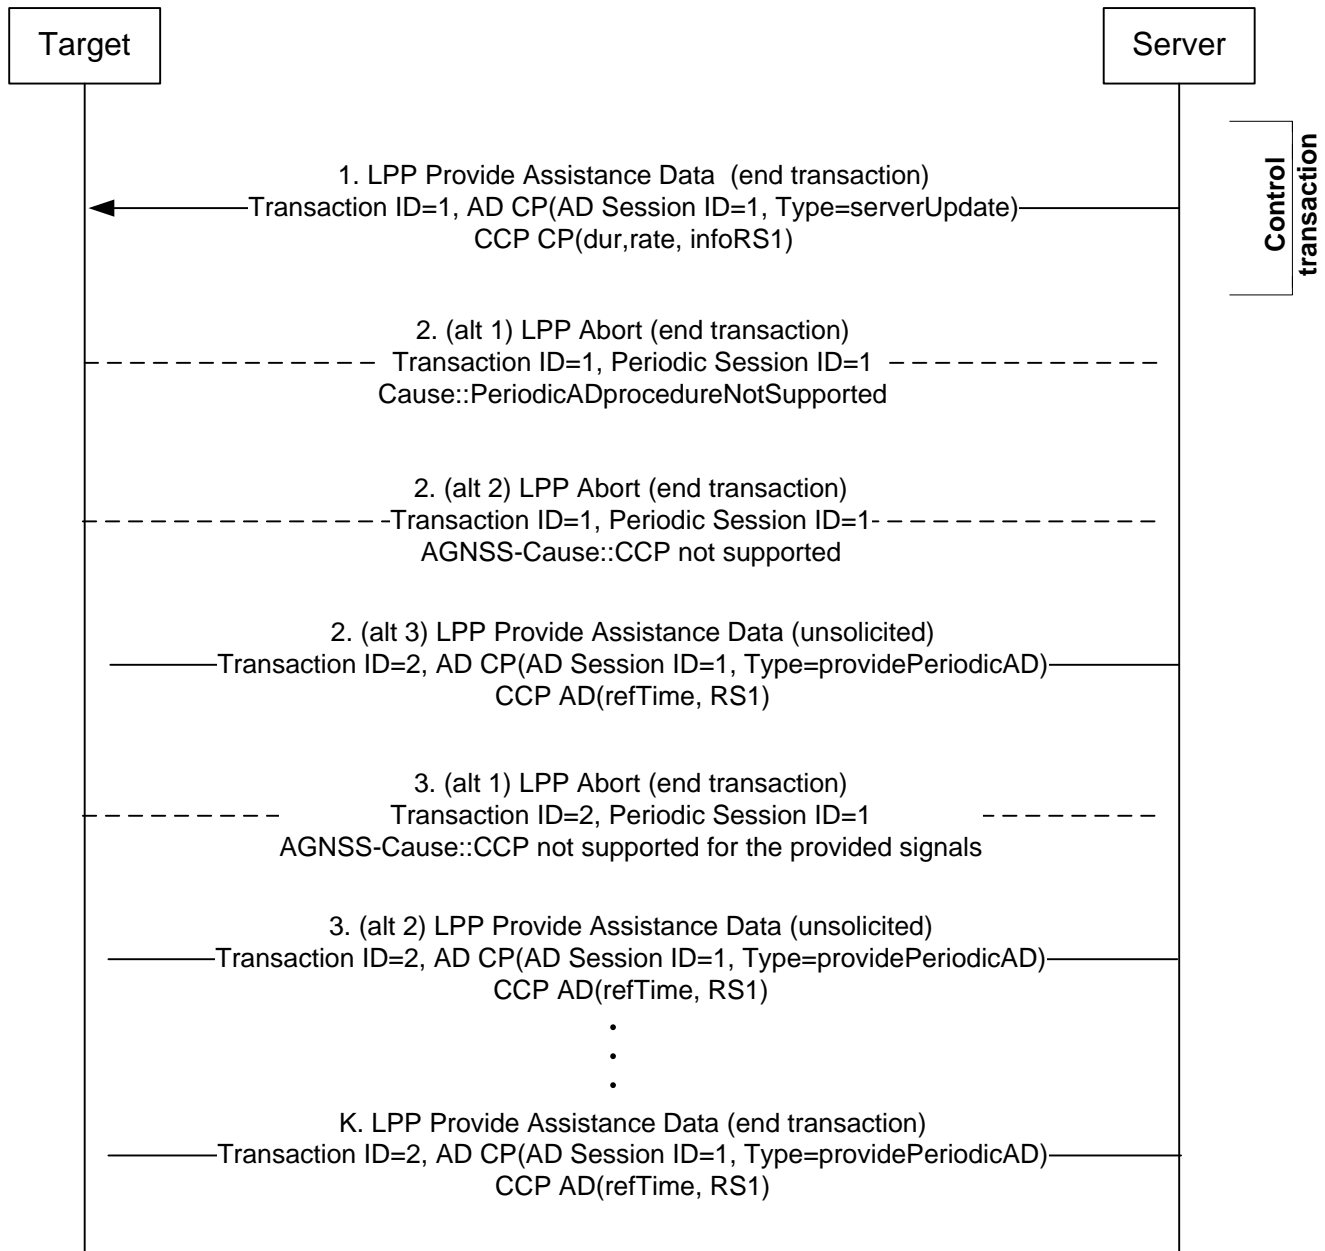 Target
Server
Control
transaction
1. LPP Provide Assistance Data  (end transaction)
Transaction ID=1, AD CP(AD Session ID=1, Type=serverUpdate)
CCP CP(dur,rate, infoRS1)
2. (alt 1) LPP Abort (end transaction)
Transaction ID=1, Periodic Session ID=1
Cause::PeriodicADprocedureNotSupported
2. (alt 2) LPP Abort (end transaction)
Transaction ID=1, Periodic Session ID=1
AGNSS-Cause::CCP not supported
2. (alt 3) LPP Provide Assistance Data (unsolicited)
Transaction ID=2, AD CP(AD Session ID=1, Type=providePeriodicAD)
CCP AD(refTime, RS1)
3. (alt 1) LPP Abort (end transaction)
Transaction ID=2, Periodic Session ID=1
AGNSS-Cause::CCP not supported for the provided signals
3. (alt 2) LPP Provide Assistance Data (unsolicited)
Transaction ID=2, AD CP(AD Session ID=1, Type=providePeriodicAD)
CCP AD(refTime, RS1)
K. LPP Provide Assistance Data (end transaction)
Transaction ID=2, AD CP(AD Session ID=1, Type=providePeriodicAD)
CCP AD(refTime, RS1)